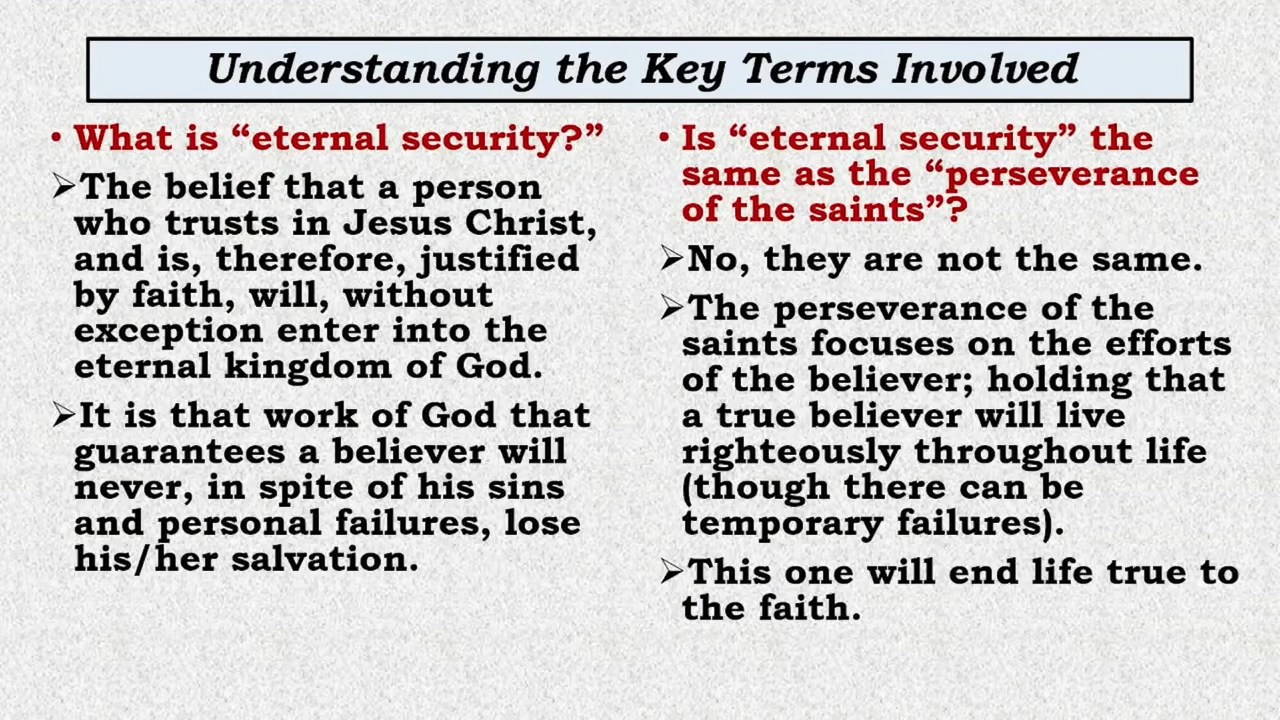 Understanding the Key Terms Involved
• What is “eternal security?”
➢The belief that a person
who trusts in Jesus Christ,
and is, therefore, justified
by faith, will, without
exception enter into the
eternal kingdom of God.
➢It is that work of God that
guarantees a believer will
never, in spite of his sins
and personal failures, lose
his/her salvation.
• Is “eternal security” the
same as the “perseverance
of the saints”?
➢No, they are not the same.
➢The perseverance of the
saints focuses on the efforts
of the believer; holding that
a true believer will live
righteously throughout life
(though there can be
temporary failures).
➢This one will end life true to
the faith.